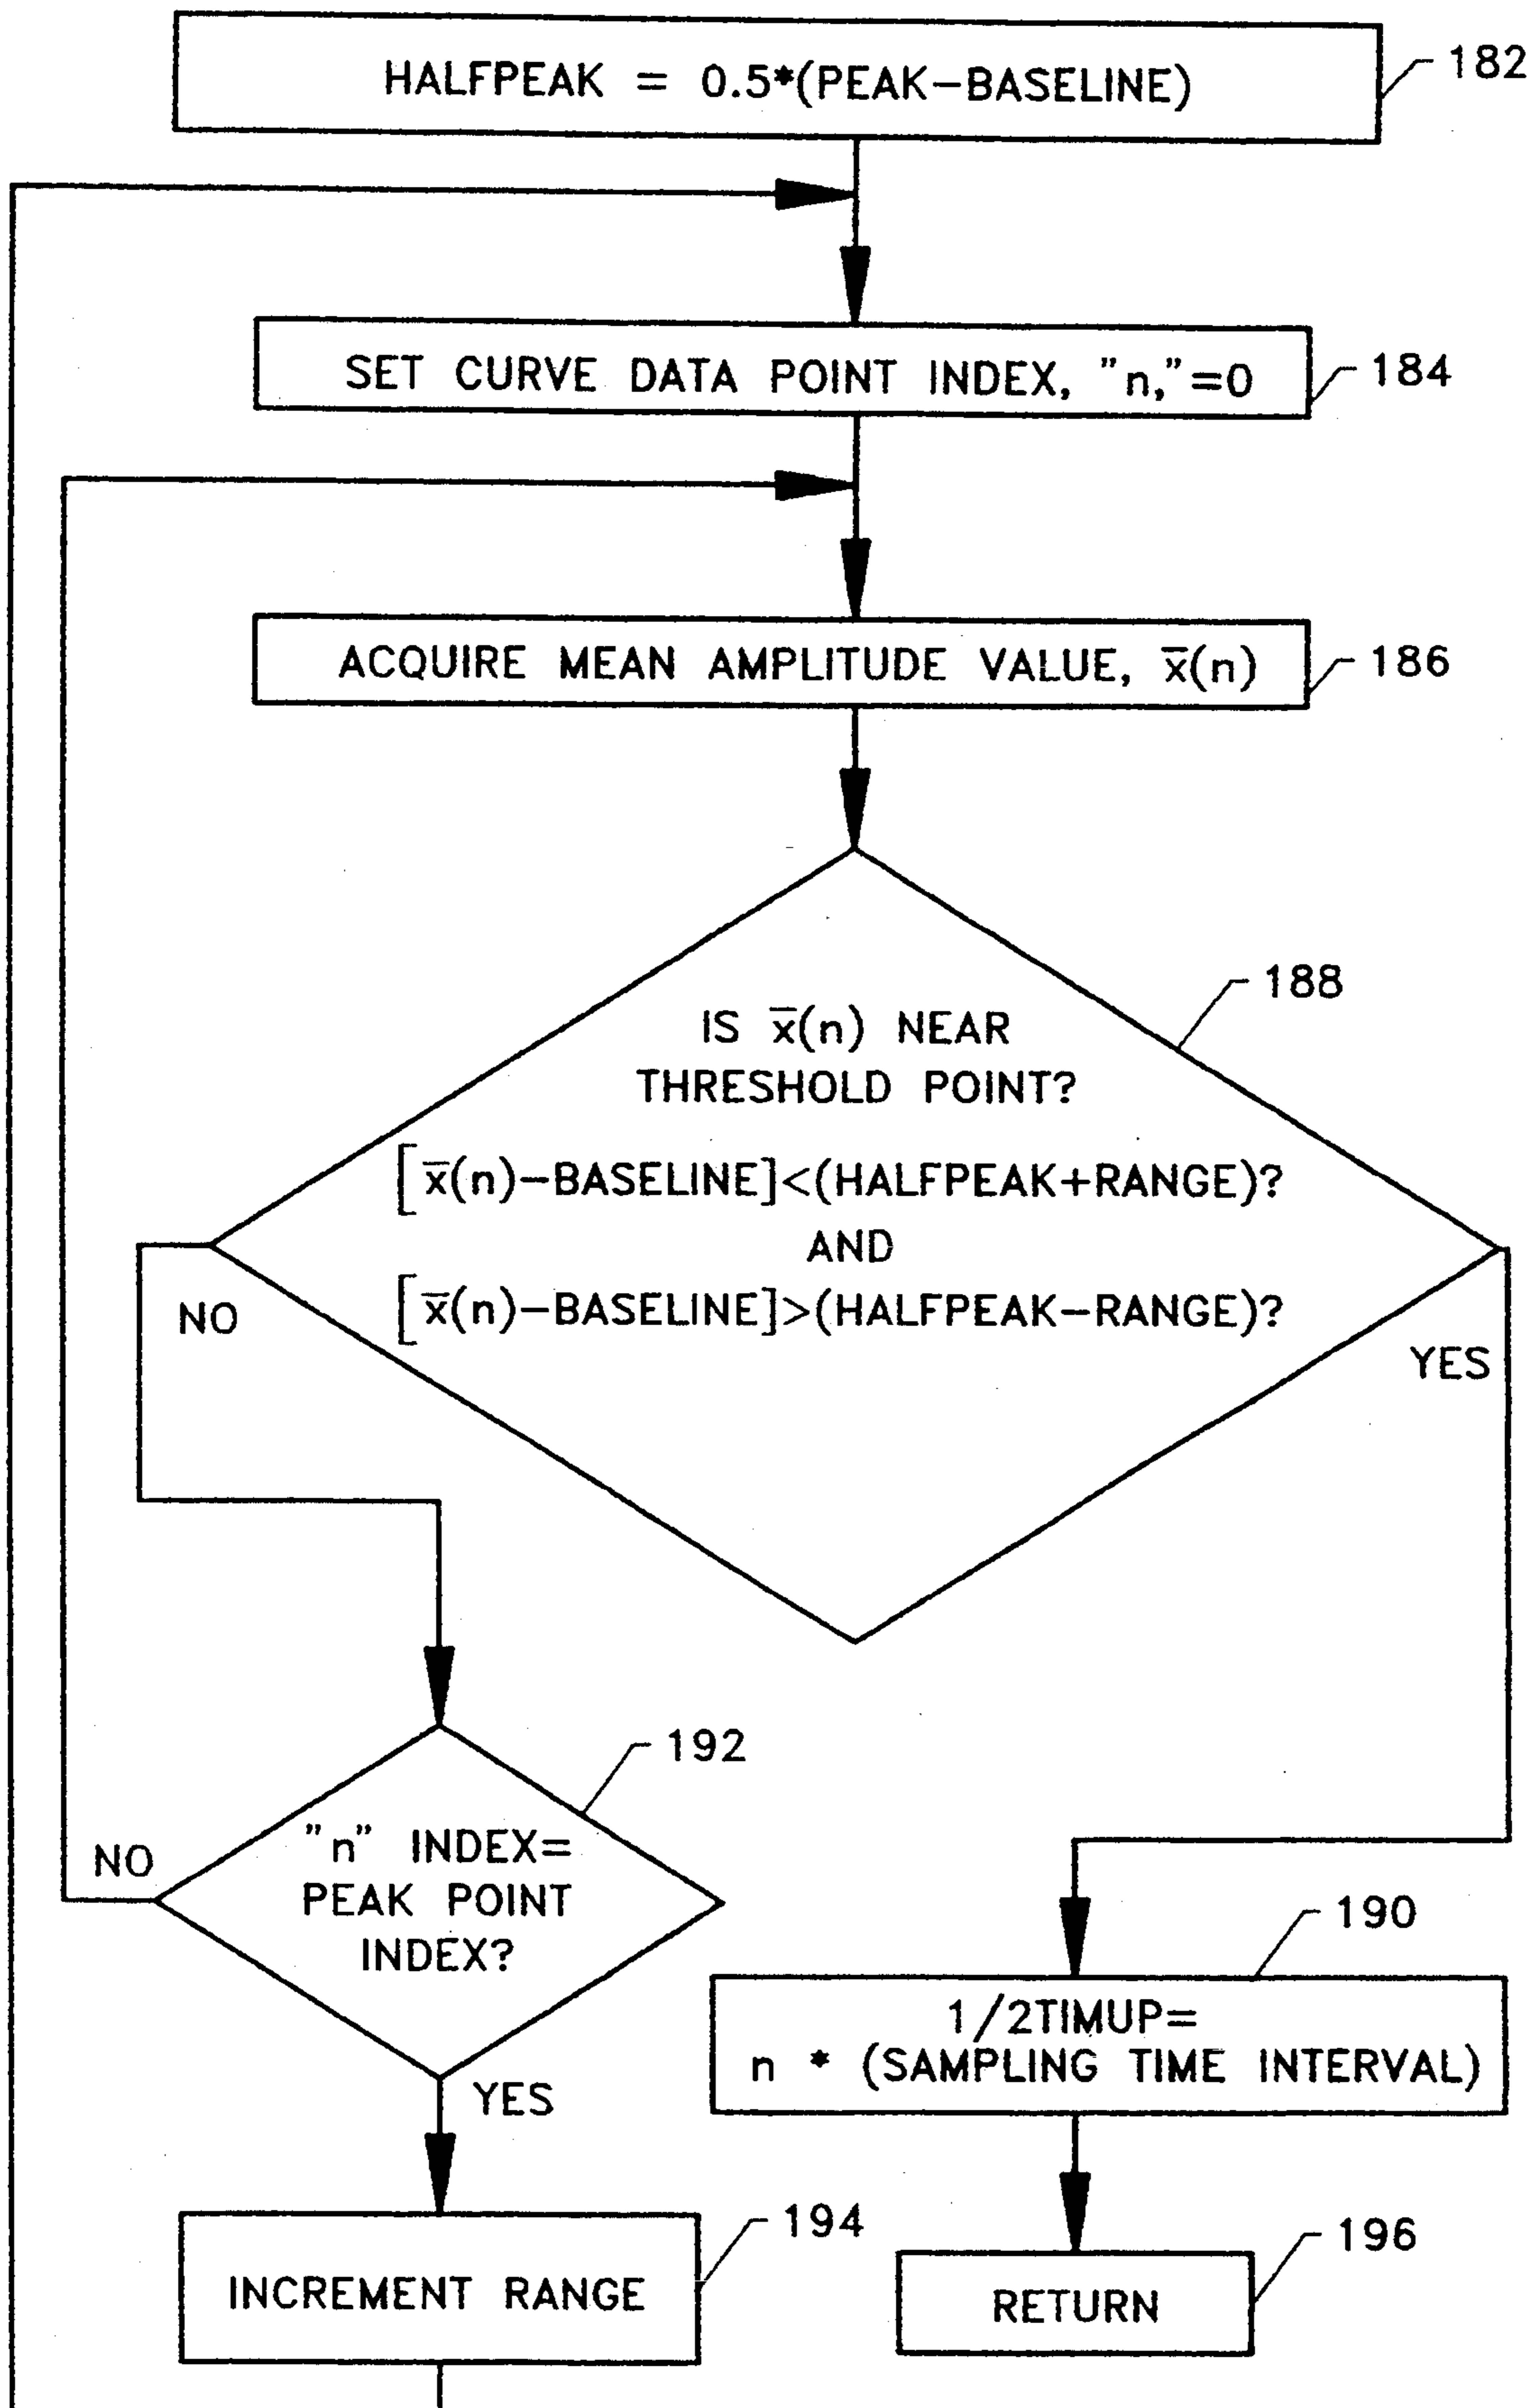 HALFPEAK = 0.5*(PEAK-BASELINE)
182
SET CURVE DATA POINT INDEX, "n,"=0
184
ACQUIRE MEAN AMPLITUDE VALUE, x̅(n)
186
188
IS x̅(n) NEAR
THRESHOLD POINT?
[x̅(n)-BASELINE]<(HALFPEAK+RANGE)?
AND
[x̅(n)-BASELINE]>(HALFPEAK-RANGE)?
NO
YES
192
"n" INDEX=
PEAK POINT
INDEX?
NO
YES
190
1/2TIMUP=
n * (SAMPLING TIME INTERVAL)
194
INCREMENT RANGE
196
RETURN